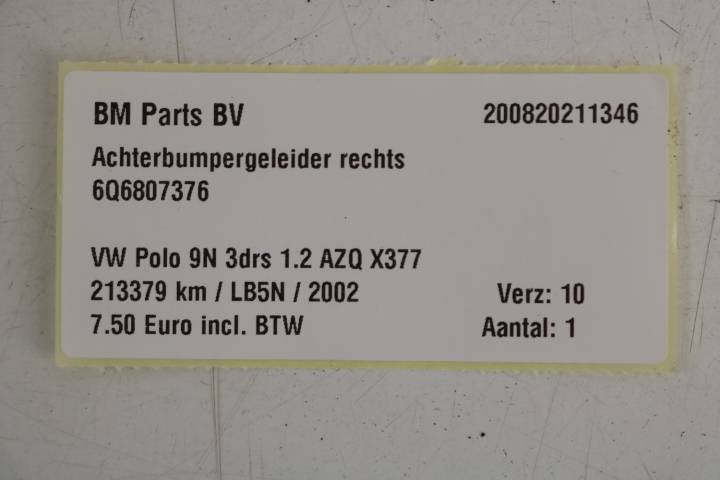 BM Parts BV 200820211346
Achterbumpergeleider rechts
6Q6807376
VW Polo 9N 3drs 1.2 AZQ X377
213379 km / LB5N / 2002 Verz: 10
7.50 Euro incl. BTW Aantal: 1